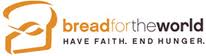 breadfortheworld
HAVE FAITH. END HUNGER.